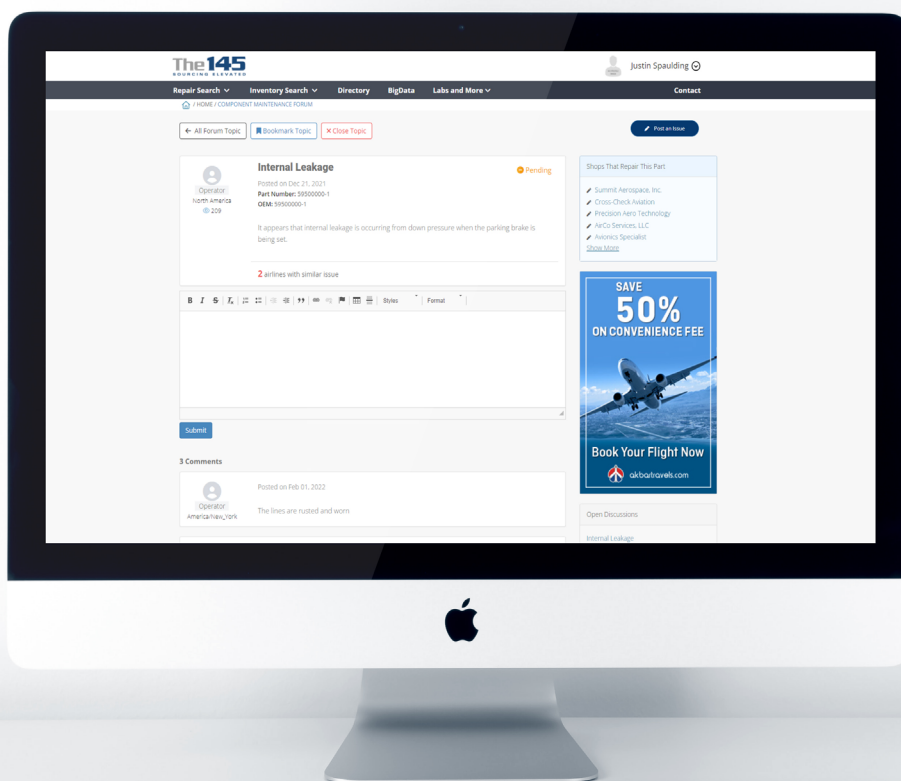 The 145
SOURCING ELEVATED
Justin Spaulding
Repair Search Inventory Search Directory BigData Labs and More Contact
/ HOME / COMPONENT MAINTENANCE FORUM
← All Forum Topic Bookmark Topic × Close Topic Post an Issue
Internal Leakage
Pending
Operator
North America
209
Posted on Dec 21, 2021
Part Number: 59500000-1
OEM: 59500000-1
It appears that internal leakage is occurring from down pressure when the parking brake is
being set.
2 airlines with similar issue
B I S Tx Styles Format
Submit
3 Comments
Operator
America/New_York
Posted on Feb 01, 2022
The lines are rusted and worn
Shops That Repair This Part
Summit Aerospace, Inc.
Cross-Check Aviation
Precision Aero Technology
AirCo Services, LLC
Avionics Specialist
Show More
SAVE
50%
ON CONVENIENCE FEE
Book Your Flight Now
akbartravels.com
Open Discussions
Internal Leakage